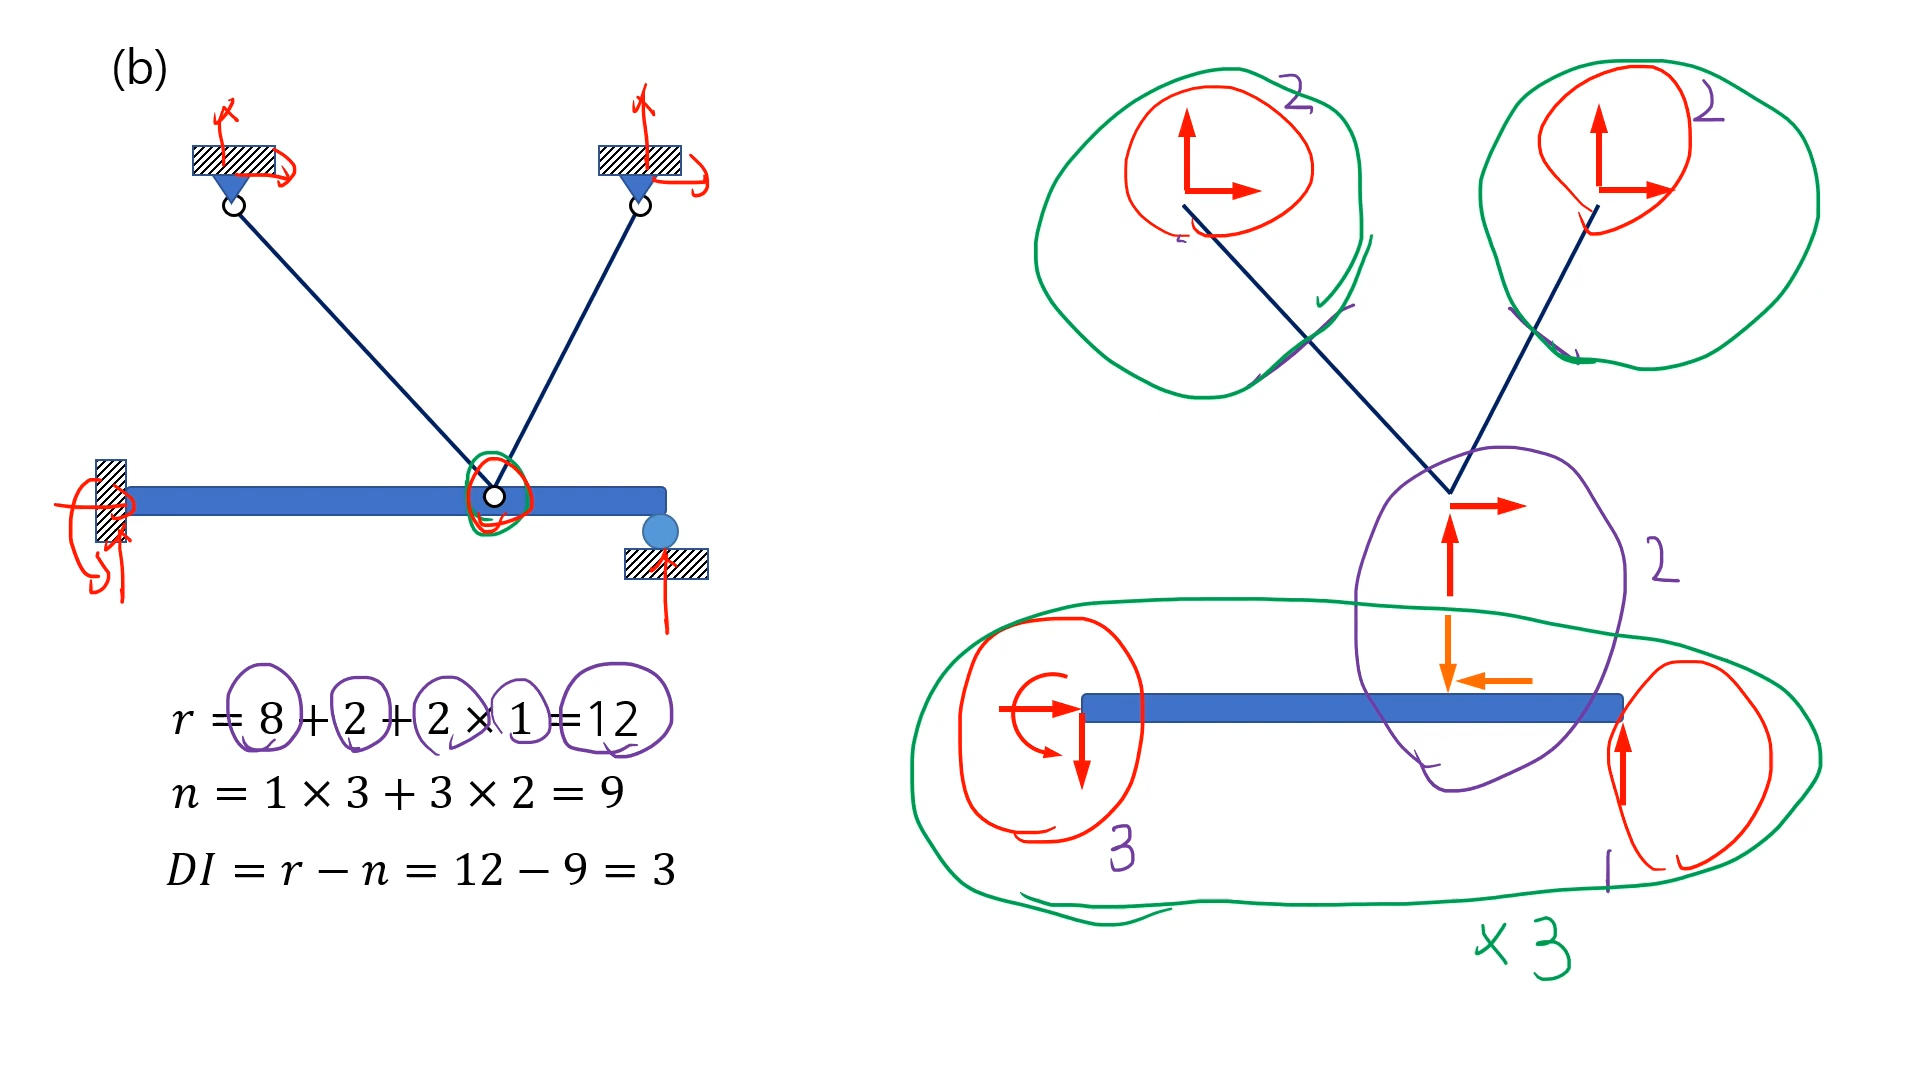 (b)
2
2
2
r = 8 + 2 + 2 × 1 = 12
n = 1 × 3 + 3 × 2 = 9
DI = r − n = 12 − 9 = 3
3
1
× 3